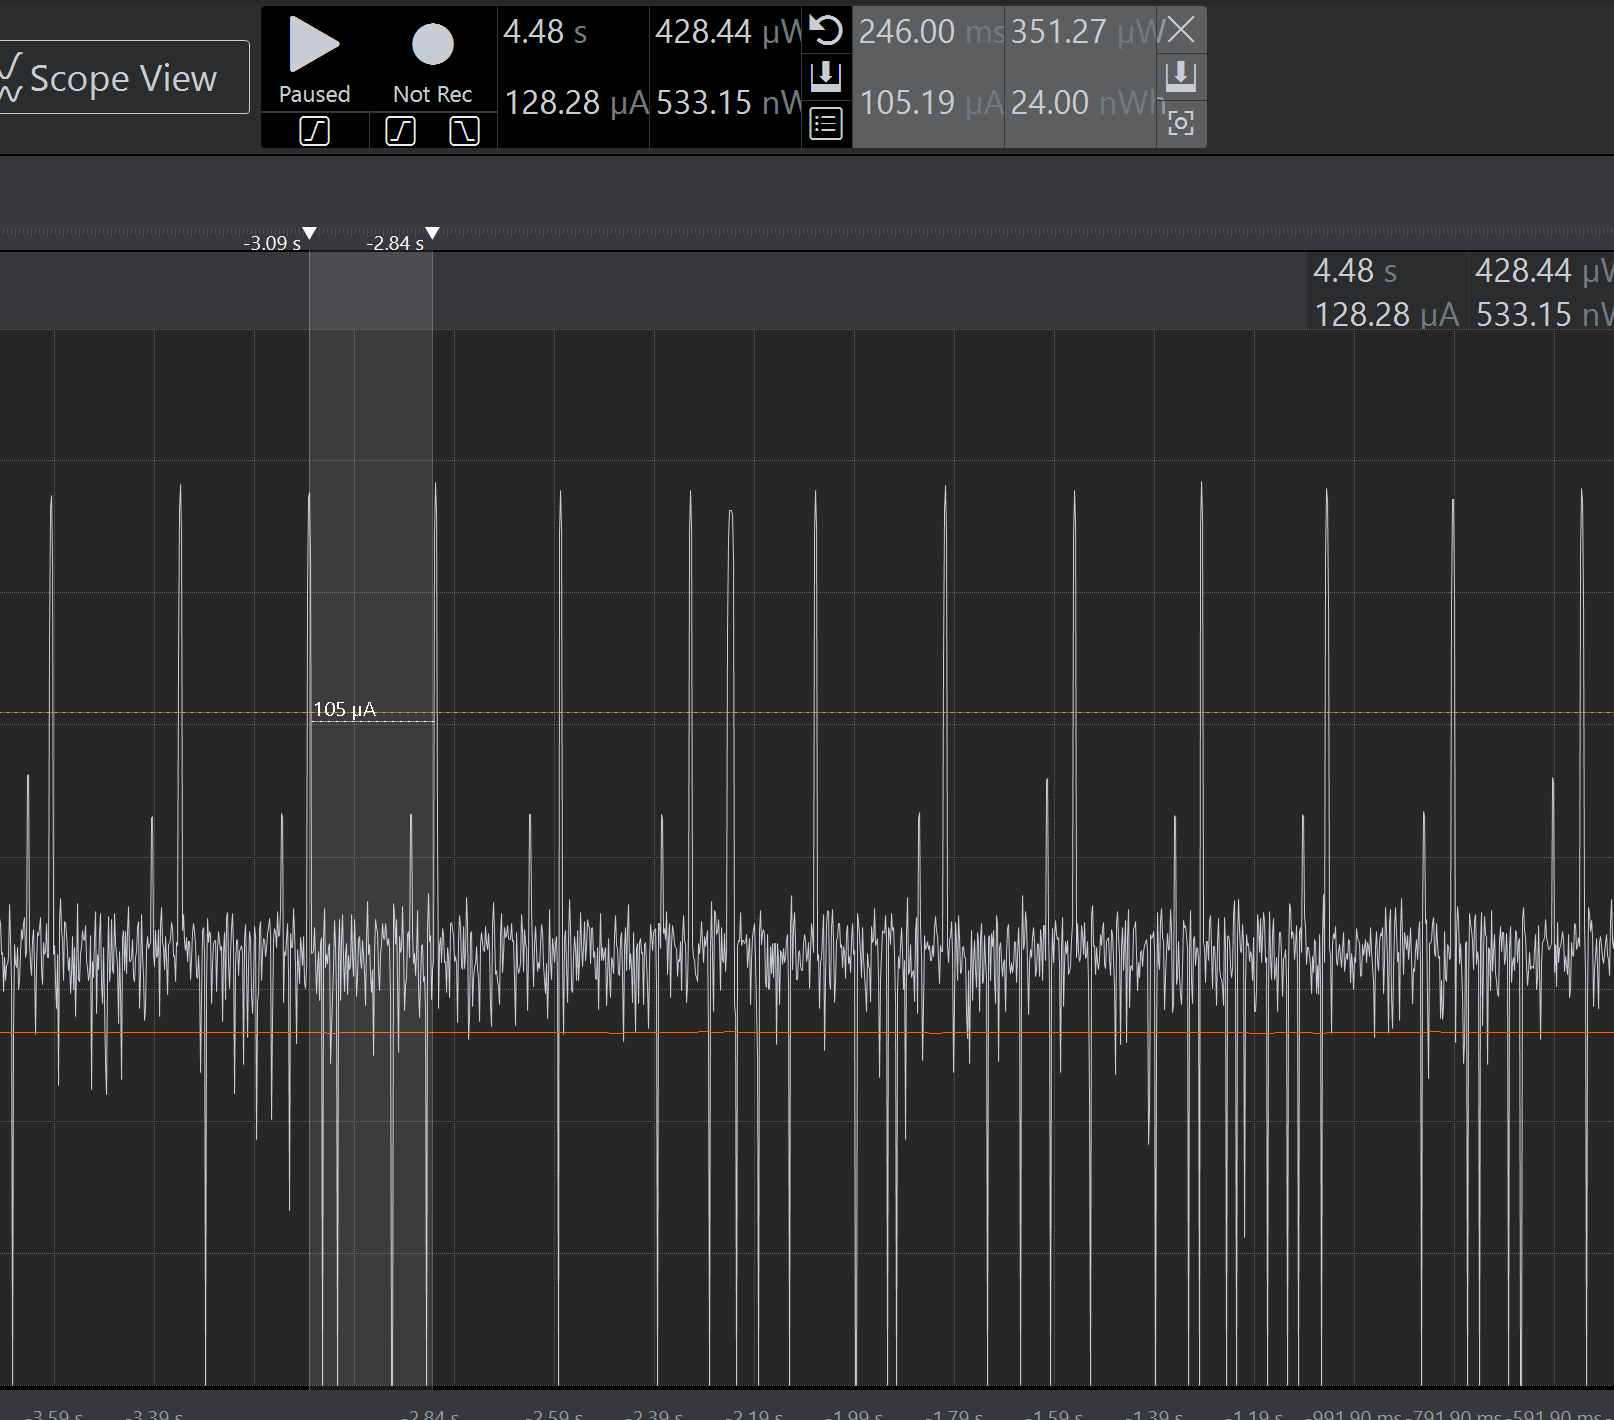 Scope View
Paused
Not Rec
4.48 s
128.28 µA
428.44 µW
533.15 nW
246.00 ms
105.19 µA
351.27 µW
24.00 nWh
-3.09 s
-2.84 s
4.48 s
428.44 µW
128.28 µA
533.15 nW
105 µA
-3.59 s -3.39 s -2.84 s -2.59 s -2.39 s -2.19 s -1.99 s -1.79 s -1.59 s -1.39 s -1.19 s -991.90 ms -791.90 ms -591.90 ms